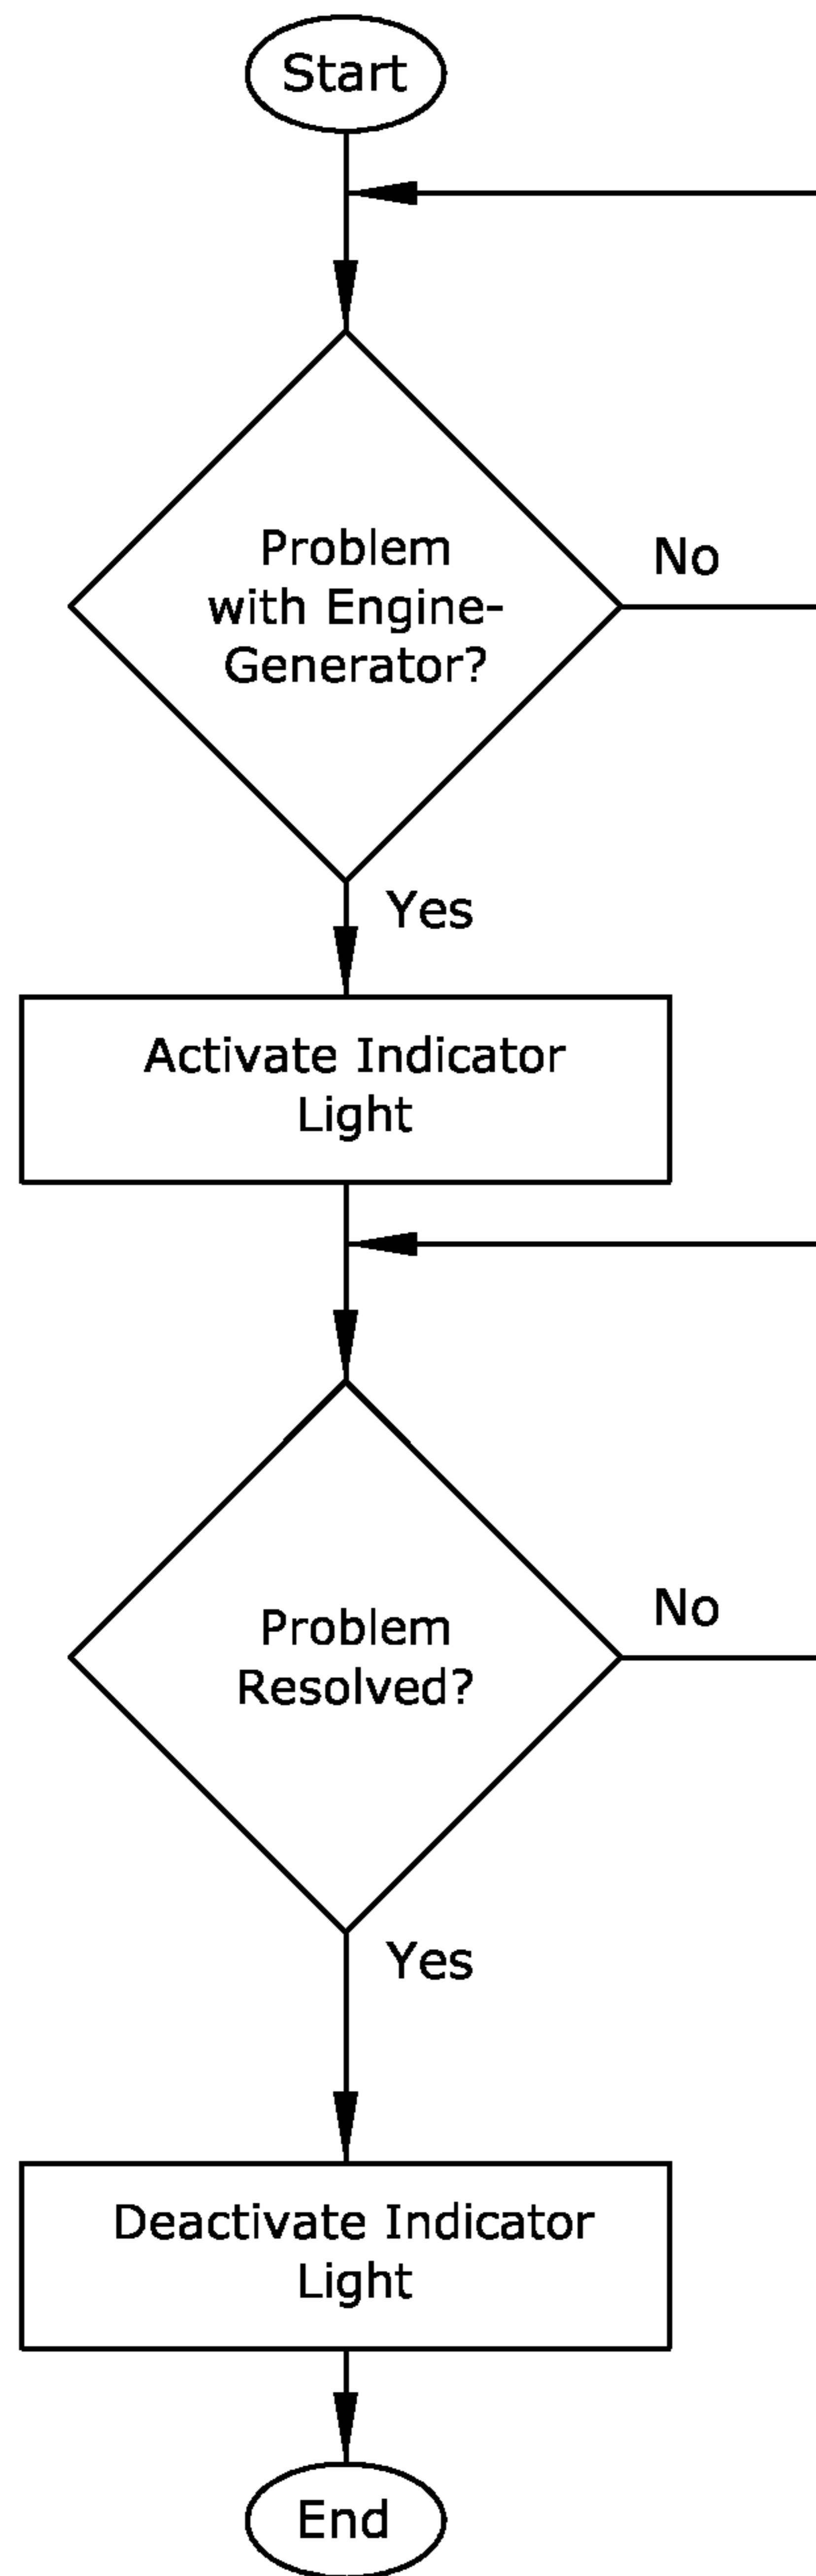 Start
Problem
with Engine-
Generator?
No
Yes
Activate Indicator
Light
Problem
Resolved?
No
Yes
Deactivate Indicator
Light
End